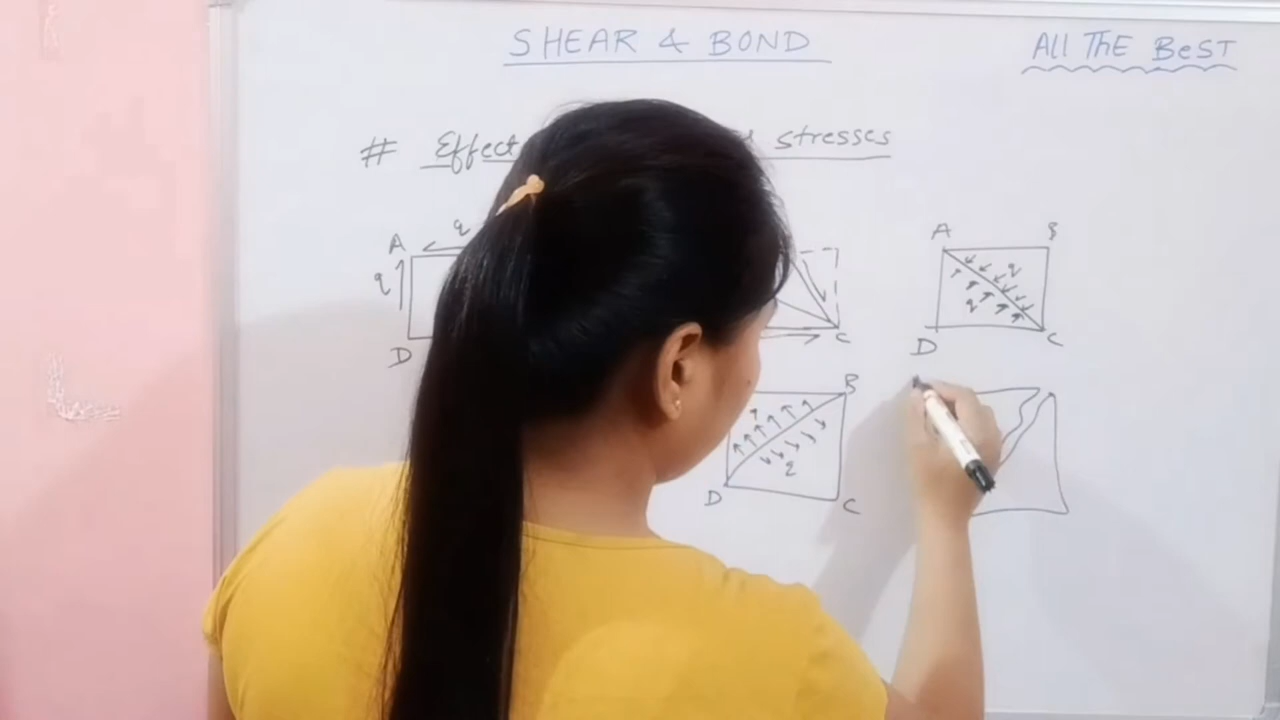 SHEAR & BOND
ALL THE BEST
# Effect stresses
A q
q
D
C
A B
q
q
D C
B
q
D C